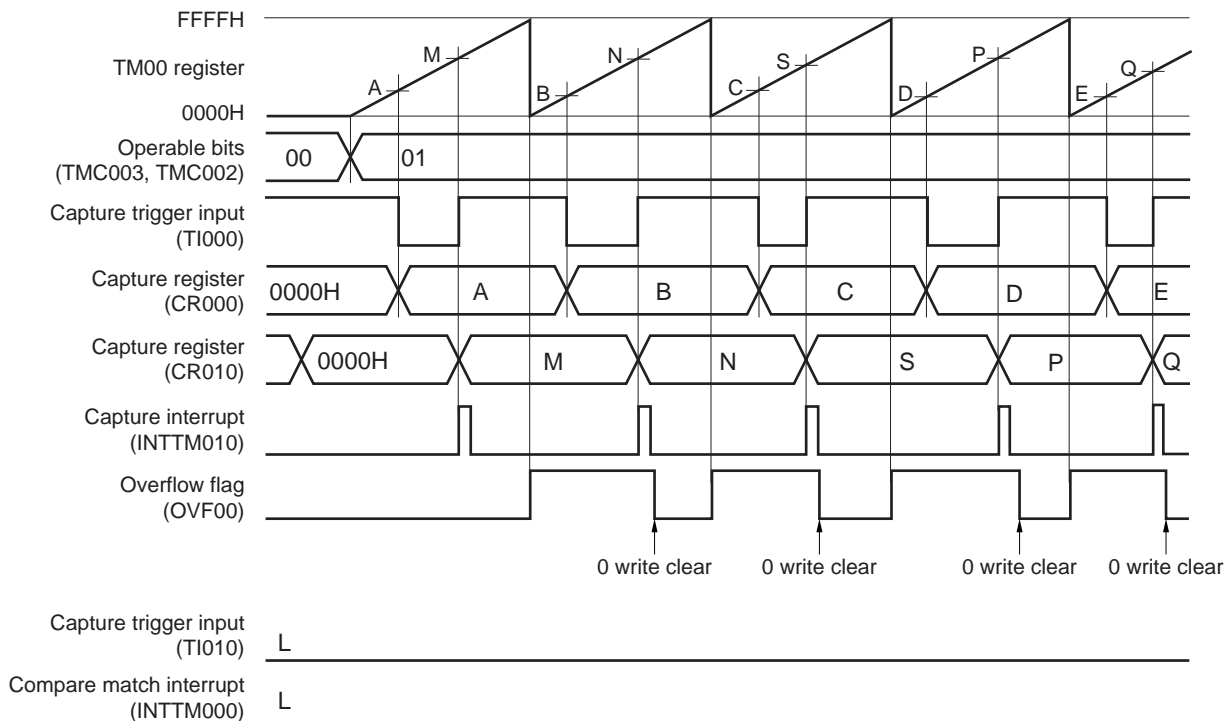 FFFFH
TM00 register
0000H
A M B N C S D P E Q
Operable bits
(TMC003, TMC002)
00 01
Capture trigger input
(TI000)
Capture register
(CR000)
0000H A B C D E
Capture register
(CR010)
0000H M N S P Q
Capture interrupt
(INTTM010)
Overflow flag
(OVF00)
0 write clear 0 write clear 0 write clear 0 write clear
Capture trigger input
(TI010)
L
Compare match interrupt
(INTTM000)
L